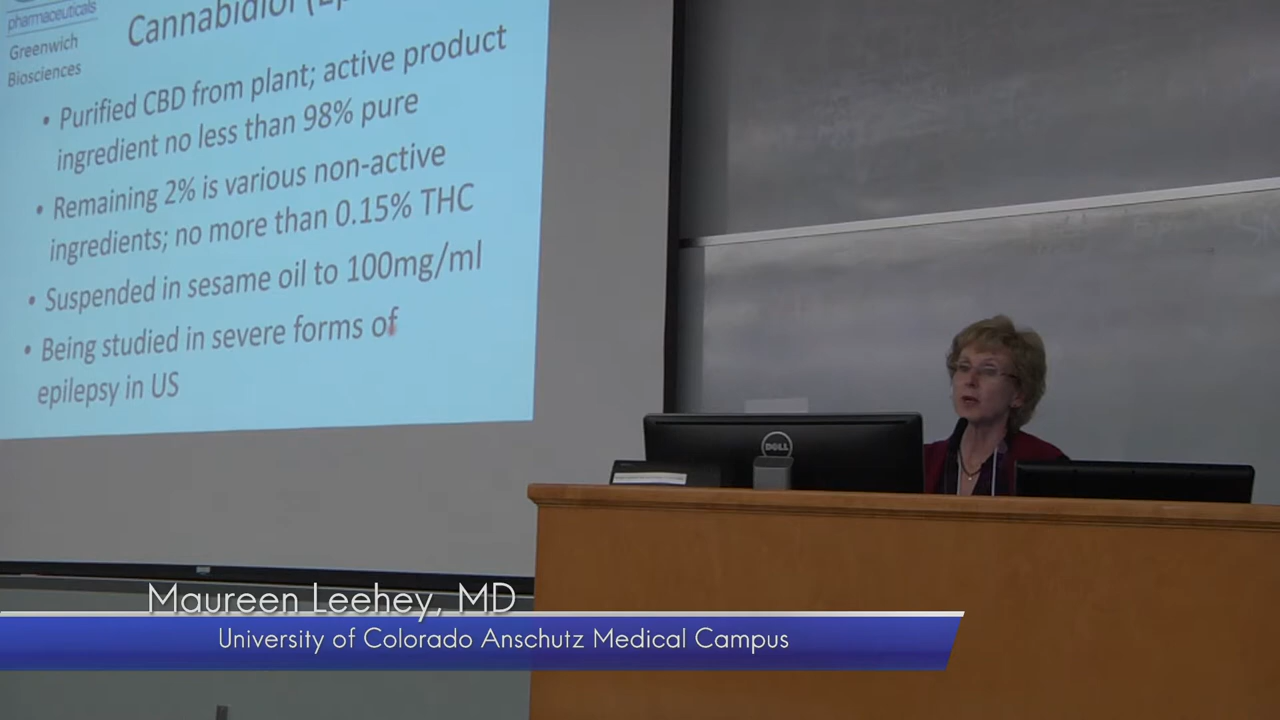 pharmaceuticals
Greenwich
Biosciences
Cannabidiol
• Purified CBD from plant; active product
ingredient no less than 98% pure
• Remaining 2% is various non-active
ingredients; no more than 0.15% THC
• Suspended in sesame oil to 100mg/ml
• Being studied in severe forms of
epilepsy in US
DELL
Maureen Leehey, MD
University of Colorado Anschutz Medical Campus